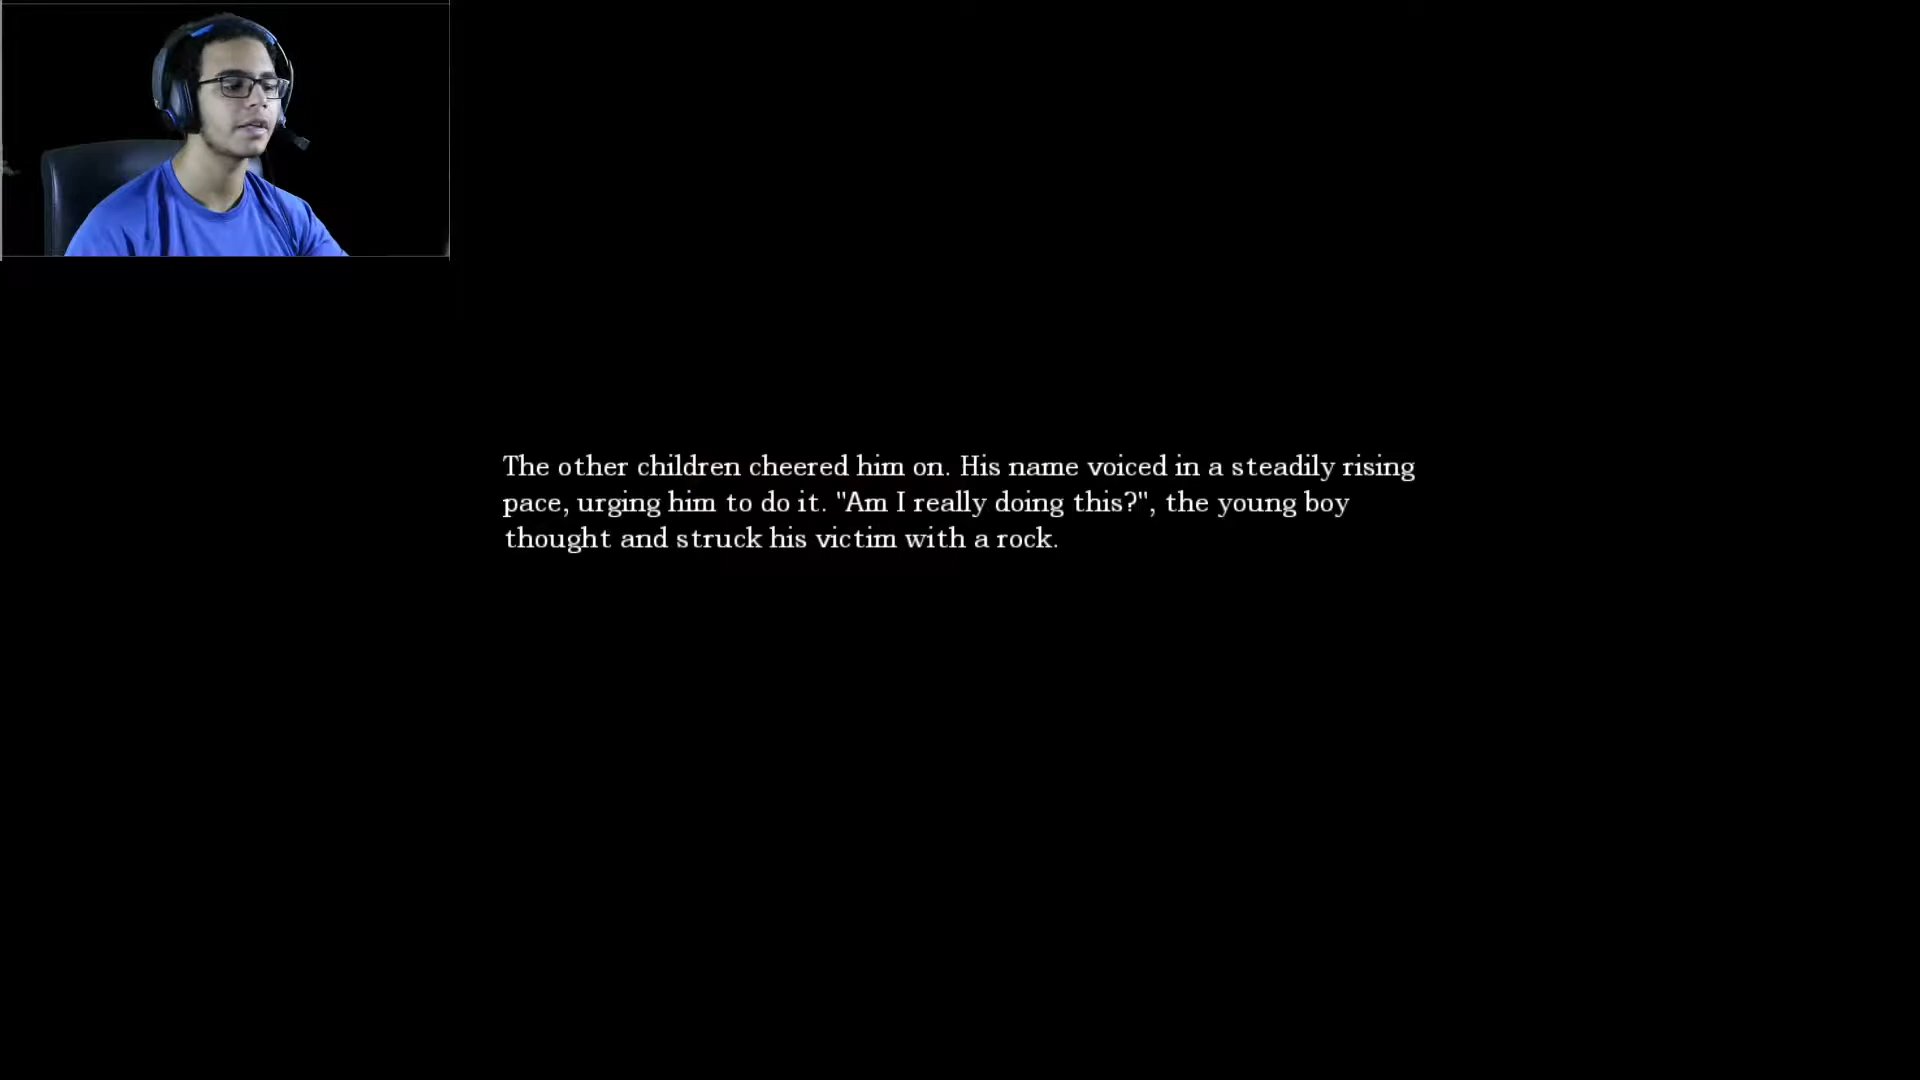 The other children cheered him on. His name voiced in a steadily rising
pace, urging him to do it. "Am I really doing this?", the young boy
thought and struck his victim with a rock.